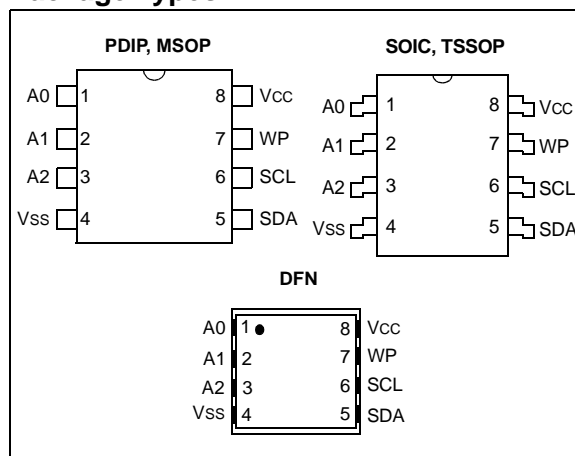 PDIP, MSOP
A0 1 8 VCC
A1 2 7 WP
A2 3 6 SCL
VSS 4 5 SDA
SOIC, TSSOP
A0 1 8 VCC
A1 2 7 WP
A2 3 6 SCL
VSS 4 5 SDA
DFN
A0 1 8 VCC
A1 2 7 WP
A2 3 6 SCL
VSS 4 5 SDA